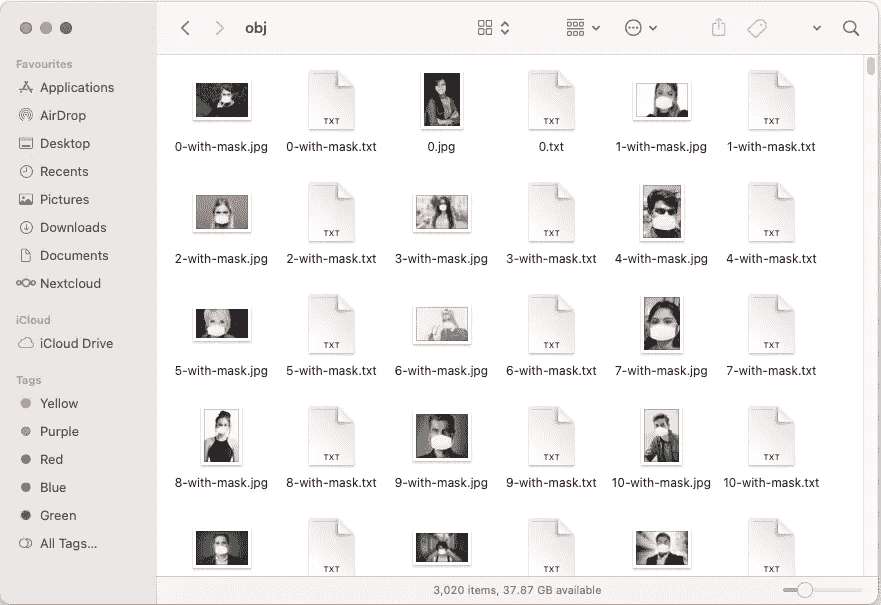 obj
Favourites
Applications
AirDrop
Desktop
Recents
Pictures
Downloads
Documents
Nextcloud
iCloud
iCloud Drive
Tags
Yellow
Purple
Red
Blue
Green
All Tags...
TXT TXT TXT
0-with-mask.jpg 0-with-mask.txt 0.jpg 0.txt 1-with-mask.jpg 1-with-mask.txt
TXT TXT TXT
2-with-mask.jpg 2-with-mask.txt 3-with-mask.jpg 3-with-mask.txt 4-with-mask.jpg 4-with-mask.txt
TXT TXT TXT
5-with-mask.jpg 5-with-mask.txt 6-with-mask.jpg 6-with-mask.txt 7-with-mask.jpg 7-with-mask.txt
TXT TXT TXT
8-with-mask.jpg 8-with-mask.txt 9-with-mask.jpg 9-with-mask.txt 10-with-mask.jpg 10-with-mask.txt
TXT TXT TXT
3,020 items, 37.87 GB available